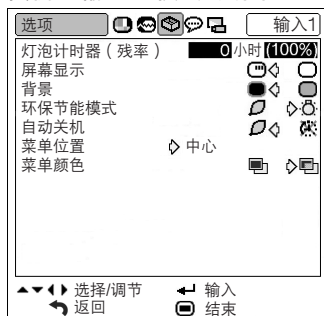 选项 输入1
灯泡计时器（残率） 0小时(100%)
屏幕显示
背景
环保节能模式
自动关机
菜单位置 中心
菜单颜色
选择/调节 输入
返回 结束